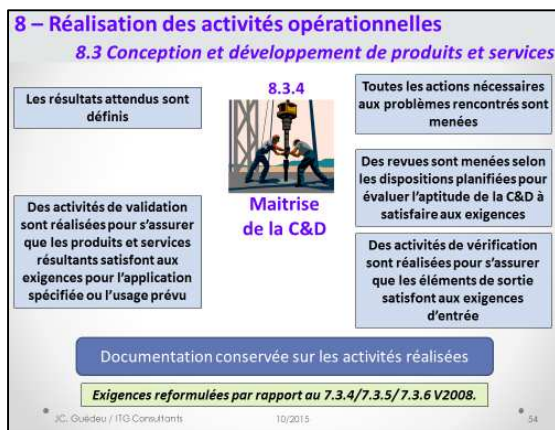 8 – Réalisation des activités opérationnelles
8.3 Conception et développement de produits et services
Les résultats attendus sont
définis
8.3.4
Toutes les actions nécessaires
aux problèmes rencontrés sont
menées
Des revues sont menées selon
les dispositions planifiées pour
évaluer l'aptitude de la C&D à
satisfaire aux exigences
Maitrise
de la C&D
Des activités de validation
sont réalisées pour s'assurer
que les produits et services
résultants satisfont aux
exigences pour l'application
spécifiée ou l'usage prévu
Des activités de vérification
sont réalisées pour s'assurer
que les éléments de sortie
satisfont aux exigences
d'entrée
Documentation conservée sur les activités réalisées
Exigences reformulées par rapport au 7.3.4/7.3.5/ 7.3.6 V2008.
JC. Guédeu / ITG Consultants
10/2015
54